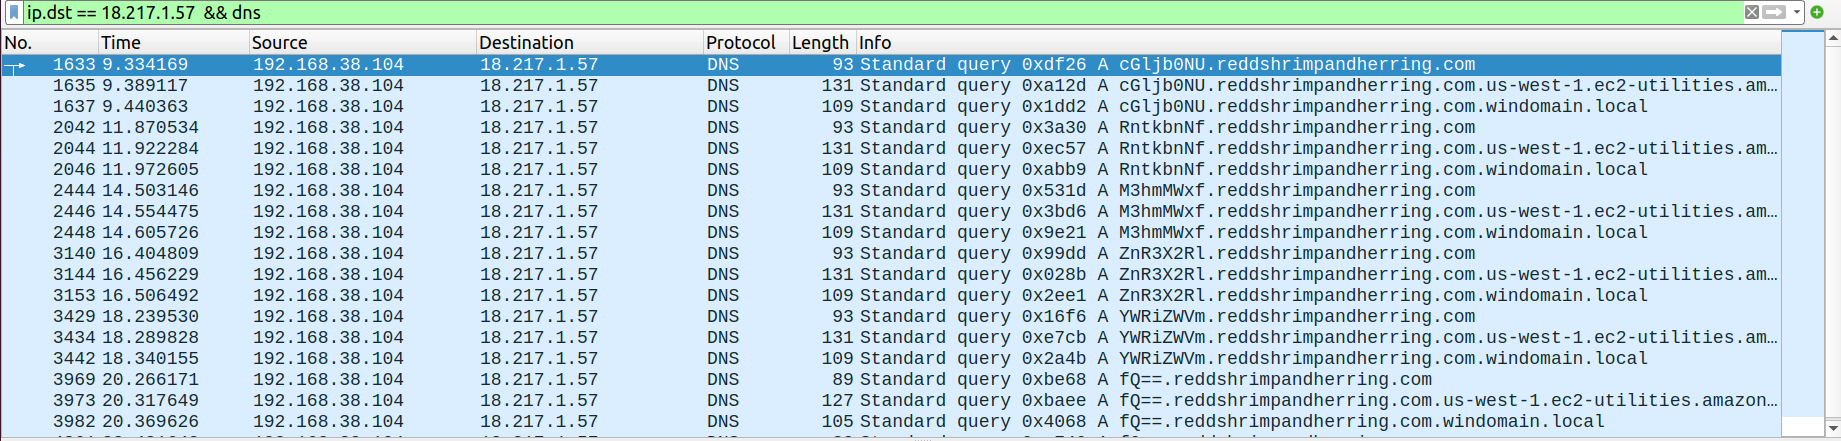 ip.dst == 18.217.1.57 && dns
No. Time Source Destination Protocol Length Info
1633 9.334169 192.168.38.104 18.217.1.57 DNS 93 Standard query 0xdf26 A cGljb0NU.reddshrimpandherring.com
1635 9.389117 192.168.38.104 18.217.1.57 DNS 131 Standard query 0xa12d A cGljb0NU.reddshrimpandherring.com.us-west-1.ec2-utilities.am…
1637 9.440363 192.168.38.104 18.217.1.57 DNS 109 Standard query 0x1dd2 A cGljb0NU.reddshrimpandherring.com.windomain.local
2042 11.870534 192.168.38.104 18.217.1.57 DNS 93 Standard query 0x3a30 A RntkbnNf.reddshrimpandherring.com
2044 11.922284 192.168.38.104 18.217.1.57 DNS 131 Standard query 0xec57 A RntkbnNf.reddshrimpandherring.com.us-west-1.ec2-utilities.am…
2046 11.972605 192.168.38.104 18.217.1.57 DNS 109 Standard query 0xabb9 A RntkbnNf.reddshrimpandherring.com.windomain.local
2444 14.503146 192.168.38.104 18.217.1.57 DNS 93 Standard query 0x531d A M3hmMWxf.reddshrimpandherring.com
2446 14.554475 192.168.38.104 18.217.1.57 DNS 131 Standard query 0x3bd6 A M3hmMWxf.reddshrimpandherring.com.us-west-1.ec2-utilities.am…
2448 14.605726 192.168.38.104 18.217.1.57 DNS 109 Standard query 0x9e21 A M3hmMWxf.reddshrimpandherring.com.windomain.local
3140 16.404809 192.168.38.104 18.217.1.57 DNS 93 Standard query 0x99dd A ZnR3X2Rl.reddshrimpandherring.com
3144 16.456229 192.168.38.104 18.217.1.57 DNS 131 Standard query 0x028b A ZnR3X2Rl.reddshrimpandherring.com.us-west-1.ec2-utilities.am…
3153 16.506492 192.168.38.104 18.217.1.57 DNS 109 Standard query 0x2ee1 A ZnR3X2Rl.reddshrimpandherring.com.windomain.local
3429 18.239530 192.168.38.104 18.217.1.57 DNS 93 Standard query 0x16f6 A YWRiZWVm.reddshrimpandherring.com
3434 18.289828 192.168.38.104 18.217.1.57 DNS 131 Standard query 0xe7cb A YWRiZWVm.reddshrimpandherring.com.us-west-1.ec2-utilities.am…
3442 18.340155 192.168.38.104 18.217.1.57 DNS 109 Standard query 0x2a4b A YWRiZWVm.reddshrimpandherring.com.windomain.local
3969 20.266171 192.168.38.104 18.217.1.57 DNS 89 Standard query 0xbe68 A fQ==.reddshrimpandherring.com
3973 20.317649 192.168.38.104 18.217.1.57 DNS 127 Standard query 0xbaee A fQ==.reddshrimpandherring.com.us-west-1.ec2-utilities.amazon…
3982 20.369626 192.168.38.104 18.217.1.57 DNS 105 Standard query 0x4068 A fQ==.reddshrimpandherring.com.windomain.local